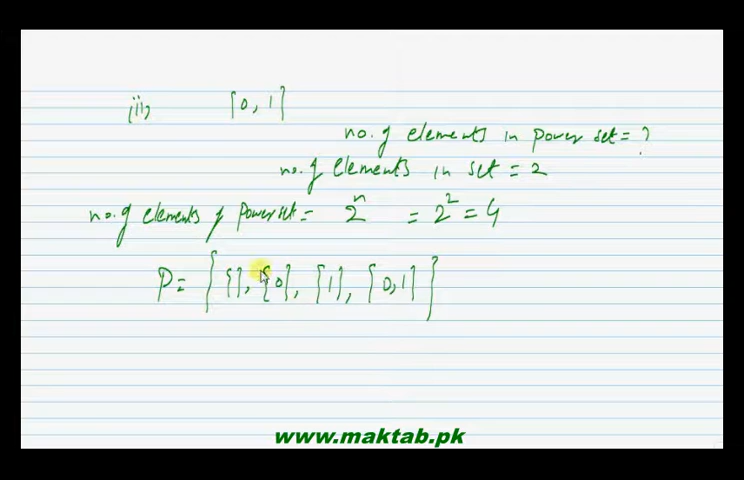 (ii) {0, 1}
no. of elements in power set = ?
no. of elements in set = 2
no. of elements of Power set = 2ⁿ = 2² = 4
P = { {}, {0}, {1}, {0,1} }
www.maktab.pk